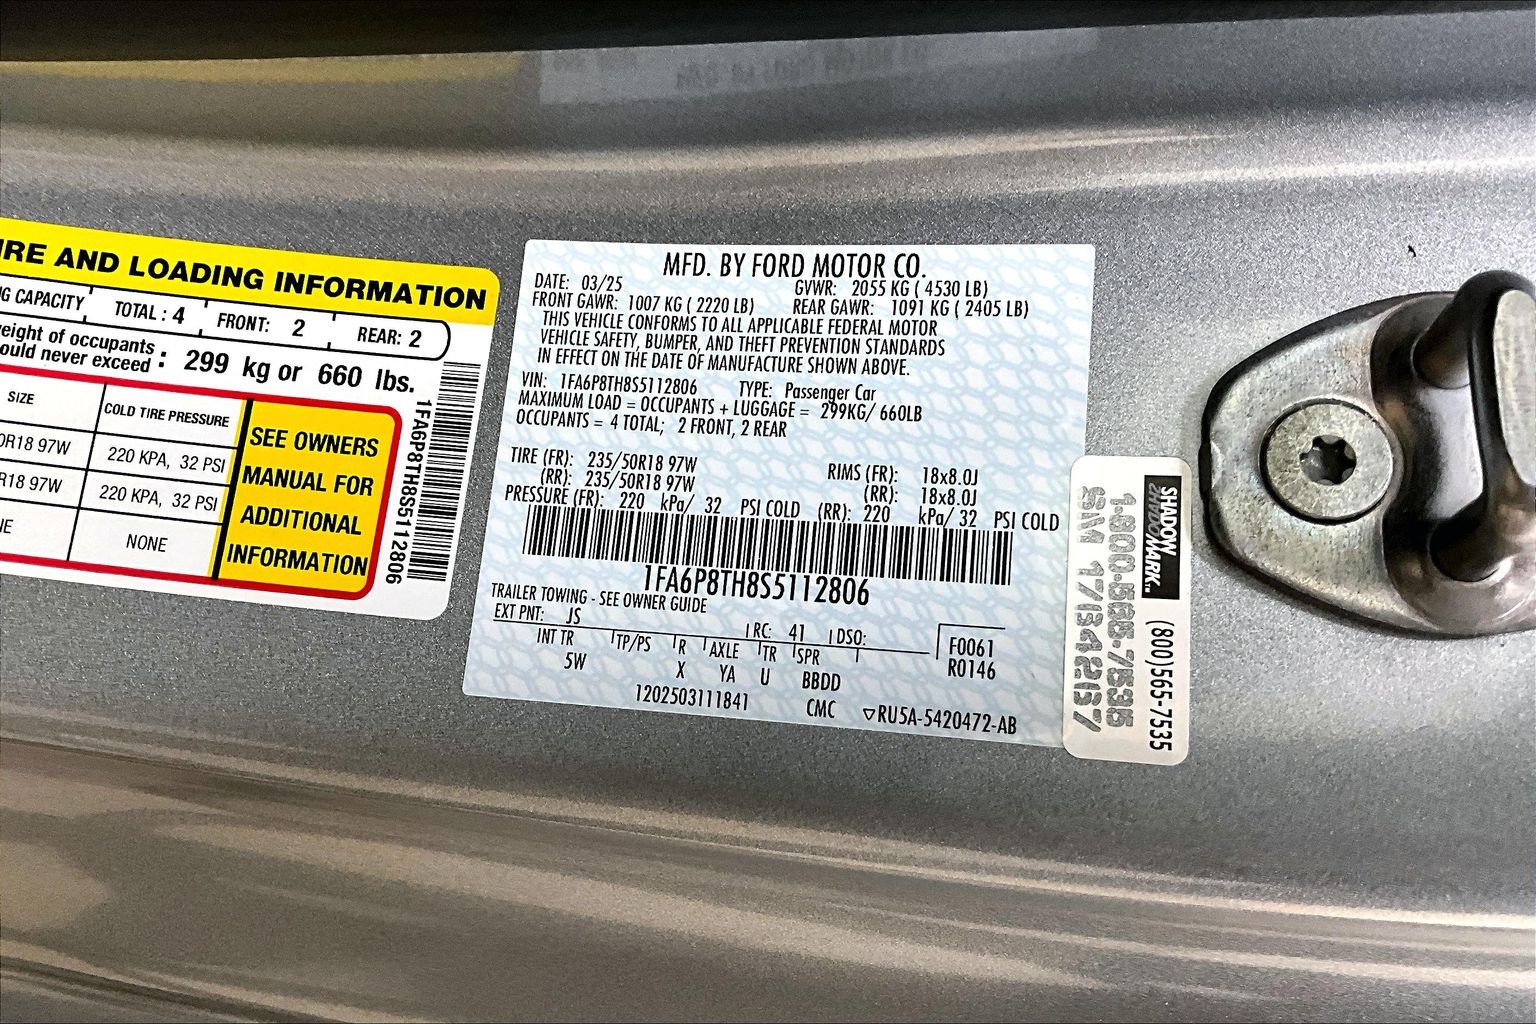 IRE AND LOADING INFORMATION
G CAPACITY TOTAL : 4 FRONT: 2 REAR: 2
weight of occupants
ould never exceed : 299 kg or 660 lbs.
SIZE COLD TIRE PRESSURE
0R18 97W 220 KPA, 32 PSI
R18 97W 220 KPA, 32 PSI
NE NONE
SEE OWNERS
MANUAL FOR
ADDITIONAL
INFORMATION
1FA6P8TH8S5112806
MFD. BY FORD MOTOR CO.
DATE: 03/25 GVWR: 2055 KG ( 4530 LB)
FRONT GAWR: 1007 KG ( 2220 LB) REAR GAWR: 1091 KG ( 2405 LB)
THIS VEHICLE CONFORMS TO ALL APPLICABLE FEDERAL MOTOR
VEHICLE SAFETY, BUMPER, AND THEFT PREVENTION STANDARDS
IN EFFECT ON THE DATE OF MANUFACTURE SHOWN ABOVE.
VIN: 1FA6P8TH8S5112806 TYPE: Passenger Car
MAXIMUM LOAD = OCCUPANTS + LUGGAGE = 299KG/ 660LB
OCCUPANTS = 4 TOTAL; 2 FRONT, 2 REAR
TIRE (FR): 235/50R18 97W RIMS (FR): 18x8.0J
(RR): 235/50R18 97W (RR): 18x8.0J
PRESSURE (FR): 220 kPa/ 32 PSI COLD (RR): 220 kPa/ 32 PSI COLD
1FA6P8TH8S5112806
TRAILER TOWING - SEE OWNER GUIDE
EXT PNT: JS RC: 41 DSO:
INT TR TP/PS R AXLE TR SPR F0061
5W X YA U BBDD R0146
1202503111841 CMC ▽RU5A-5420472-AB
SHADOW
MARK™
1-800-565-7535
SM 17134267
(800)565-7535